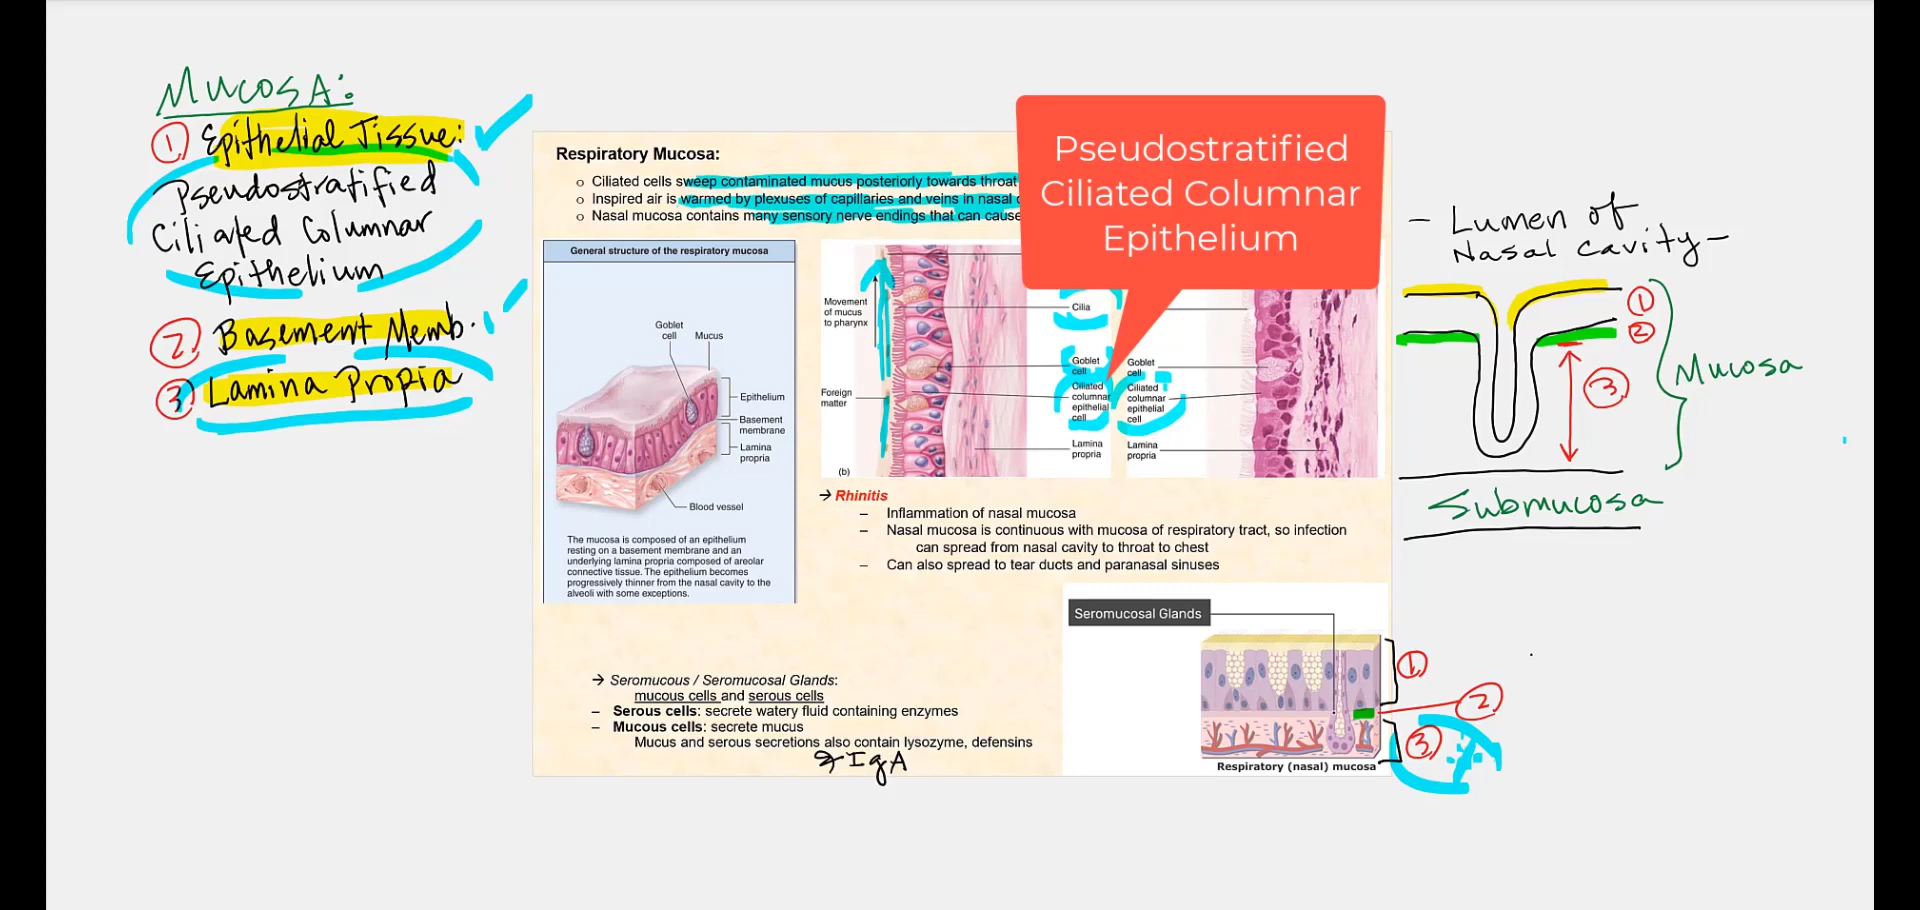 MUCOSA:
① Epithelial Tissue:
Pseudostratified
Ciliated Columnar
Epithelium
② Basement Memb.
③ Lamina Propia
Respiratory Mucosa:
o Ciliated cells sweep contaminated mucus posteriorly towards throat
o Inspired air is warmed by plexuses of capillaries and veins in nasal
o Nasal mucosa contains many sensory nerve endings that can cause
Pseudostratified
Ciliated Columnar
Epithelium
General structure of the respiratory mucosa
Goblet
cell
Mucus
Epithelium
Basement
membrane
Lamina
propria
Blood vessel
The mucosa is composed of an epithelium
resting on a basement membrane and an
underlying lamina propria composed of areolar
connective tissue. The epithelium becomes
progressively thinner from the nasal cavity to the
alveoli with some exceptions.
Movement
of mucus
to pharynx
Foreign
matter
(b)
Cilia
Goblet
cell
Ciliated
columnar
epithelial
cell
Lamina
propria
Goblet
cell
Ciliated
columnar
epithelial
cell
Lamina
propria
→ Rhinitis
– Inflammation of nasal mucosa
– Nasal mucosa is continuous with mucosa of respiratory tract, so infection
can spread from nasal cavity to throat to chest
– Can also spread to tear ducts and paranasal sinuses
→ Seromucous / Seromucosal Glands:
mucous cells and serous cells
– Serous cells: secrete watery fluid containing enzymes
– Mucous cells: secrete mucus
Mucus and serous secretions also contain lysozyme, defensins
IgA
Seromucosal Glands
①
②
③
Respiratory (nasal) mucosa
- Lumen of
Nasal cavity -
①
②
③
Mucosa
Submucosa